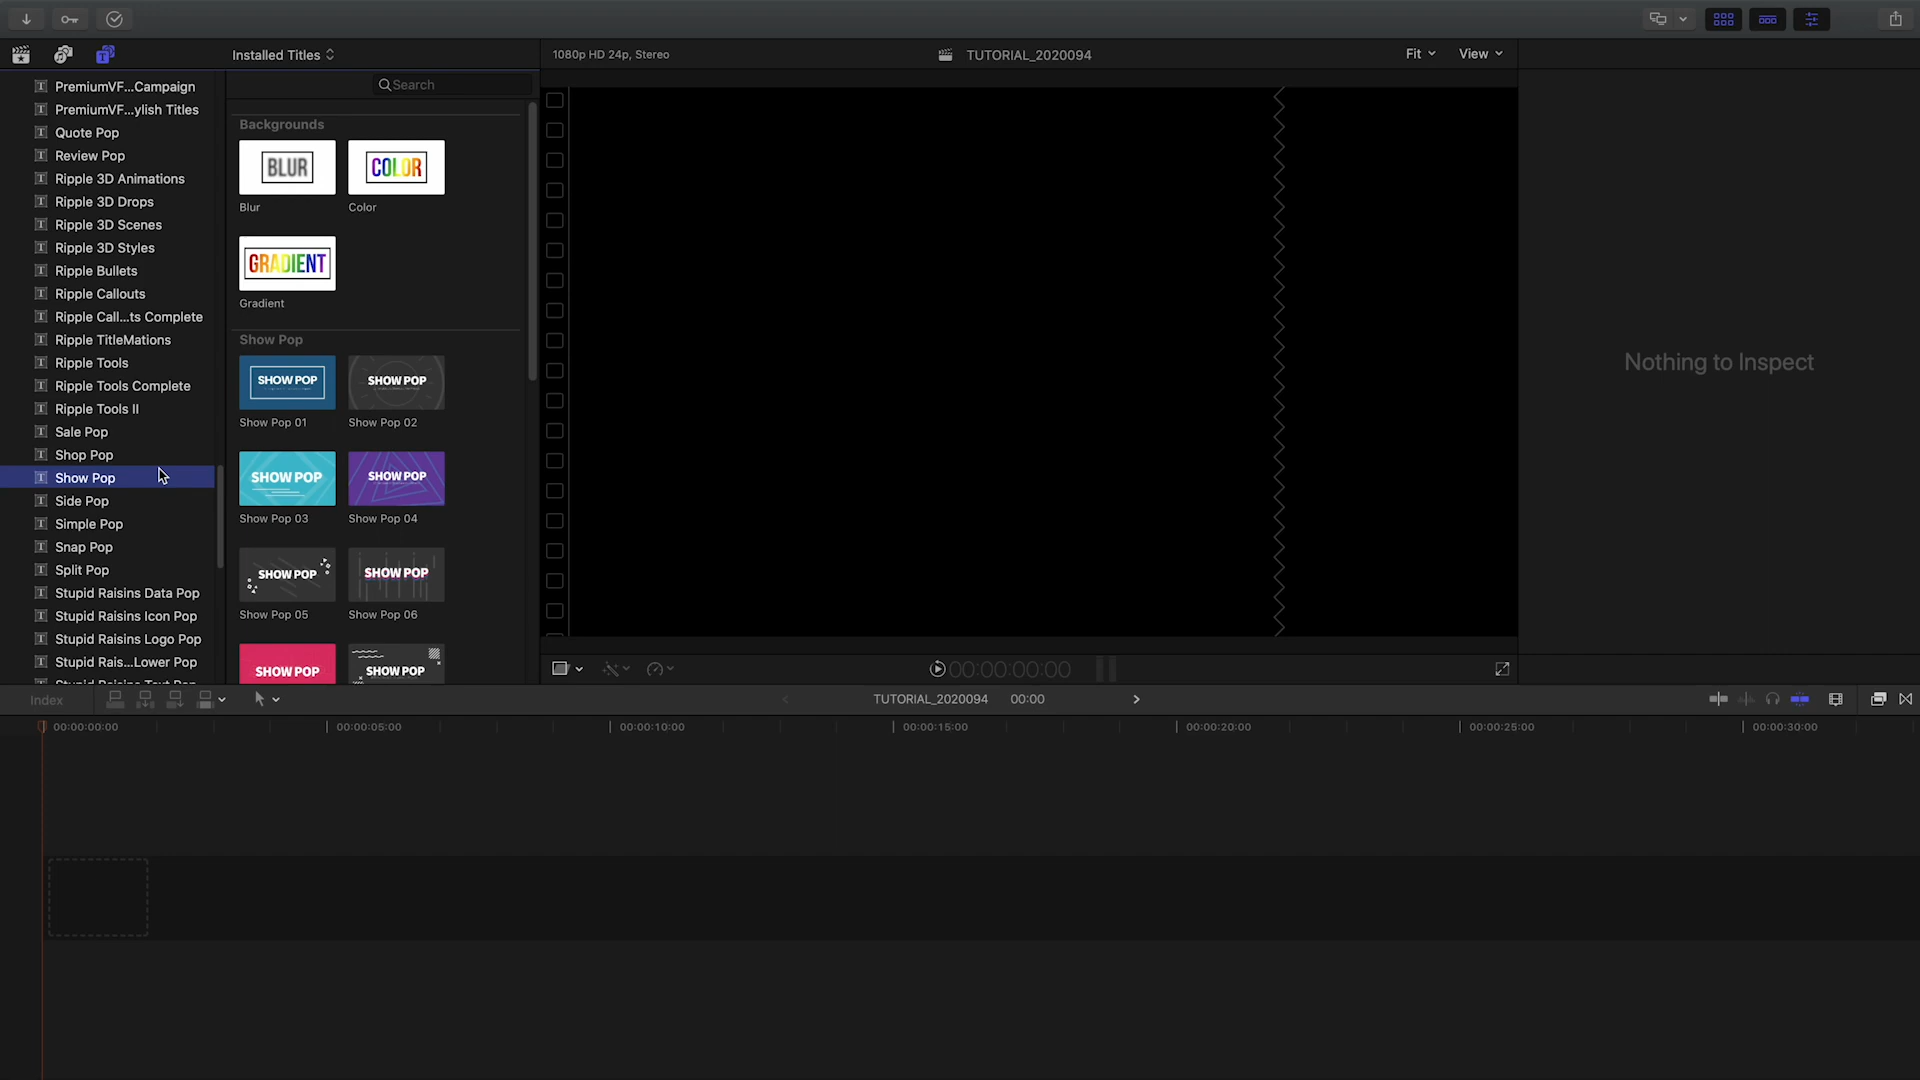 Installed Titles
1080p HD 24p, Stereo
TUTORIAL_2020094
Fit
View
PremiumVF...Campaign
PremiumVF...ylish Titles
Quote Pop
Review Pop
Ripple 3D Animations
Ripple 3D Drops
Ripple 3D Scenes
Ripple 3D Styles
Ripple Bullets
Ripple Callouts
Ripple Call...ts Complete
Ripple TitleMations
Ripple Tools
Ripple Tools Complete
Ripple Tools II
Sale Pop
Shop Pop
Show Pop
Side Pop
Simple Pop
Snap Pop
Split Pop
Stupid Raisins Data Pop
Stupid Raisins Icon Pop
Stupid Raisins Logo Pop
Stupid Rais...Lower Pop
Stupid Raisins Text Pop
Search
Backgrounds
BLUR
COLOR
Blur
Color
GRADIENT
Gradient
Show Pop
SHOW POP
SHOW POP
Show Pop 01
Show Pop 02
SHOW POP
SHOW POP
Show Pop 03
Show Pop 04
SHOW POP
SHOW POP
Show Pop 05
Show Pop 06
SHOW POP
SHOW POP
Nothing to Inspect
00:00:00:00
Index
TUTORIAL_2020094
00:00
00:00:00:00
00:00:05:00
00:00:10:00
00:00:15:00
00:00:20:00
00:00:25:00
00:00:30:00